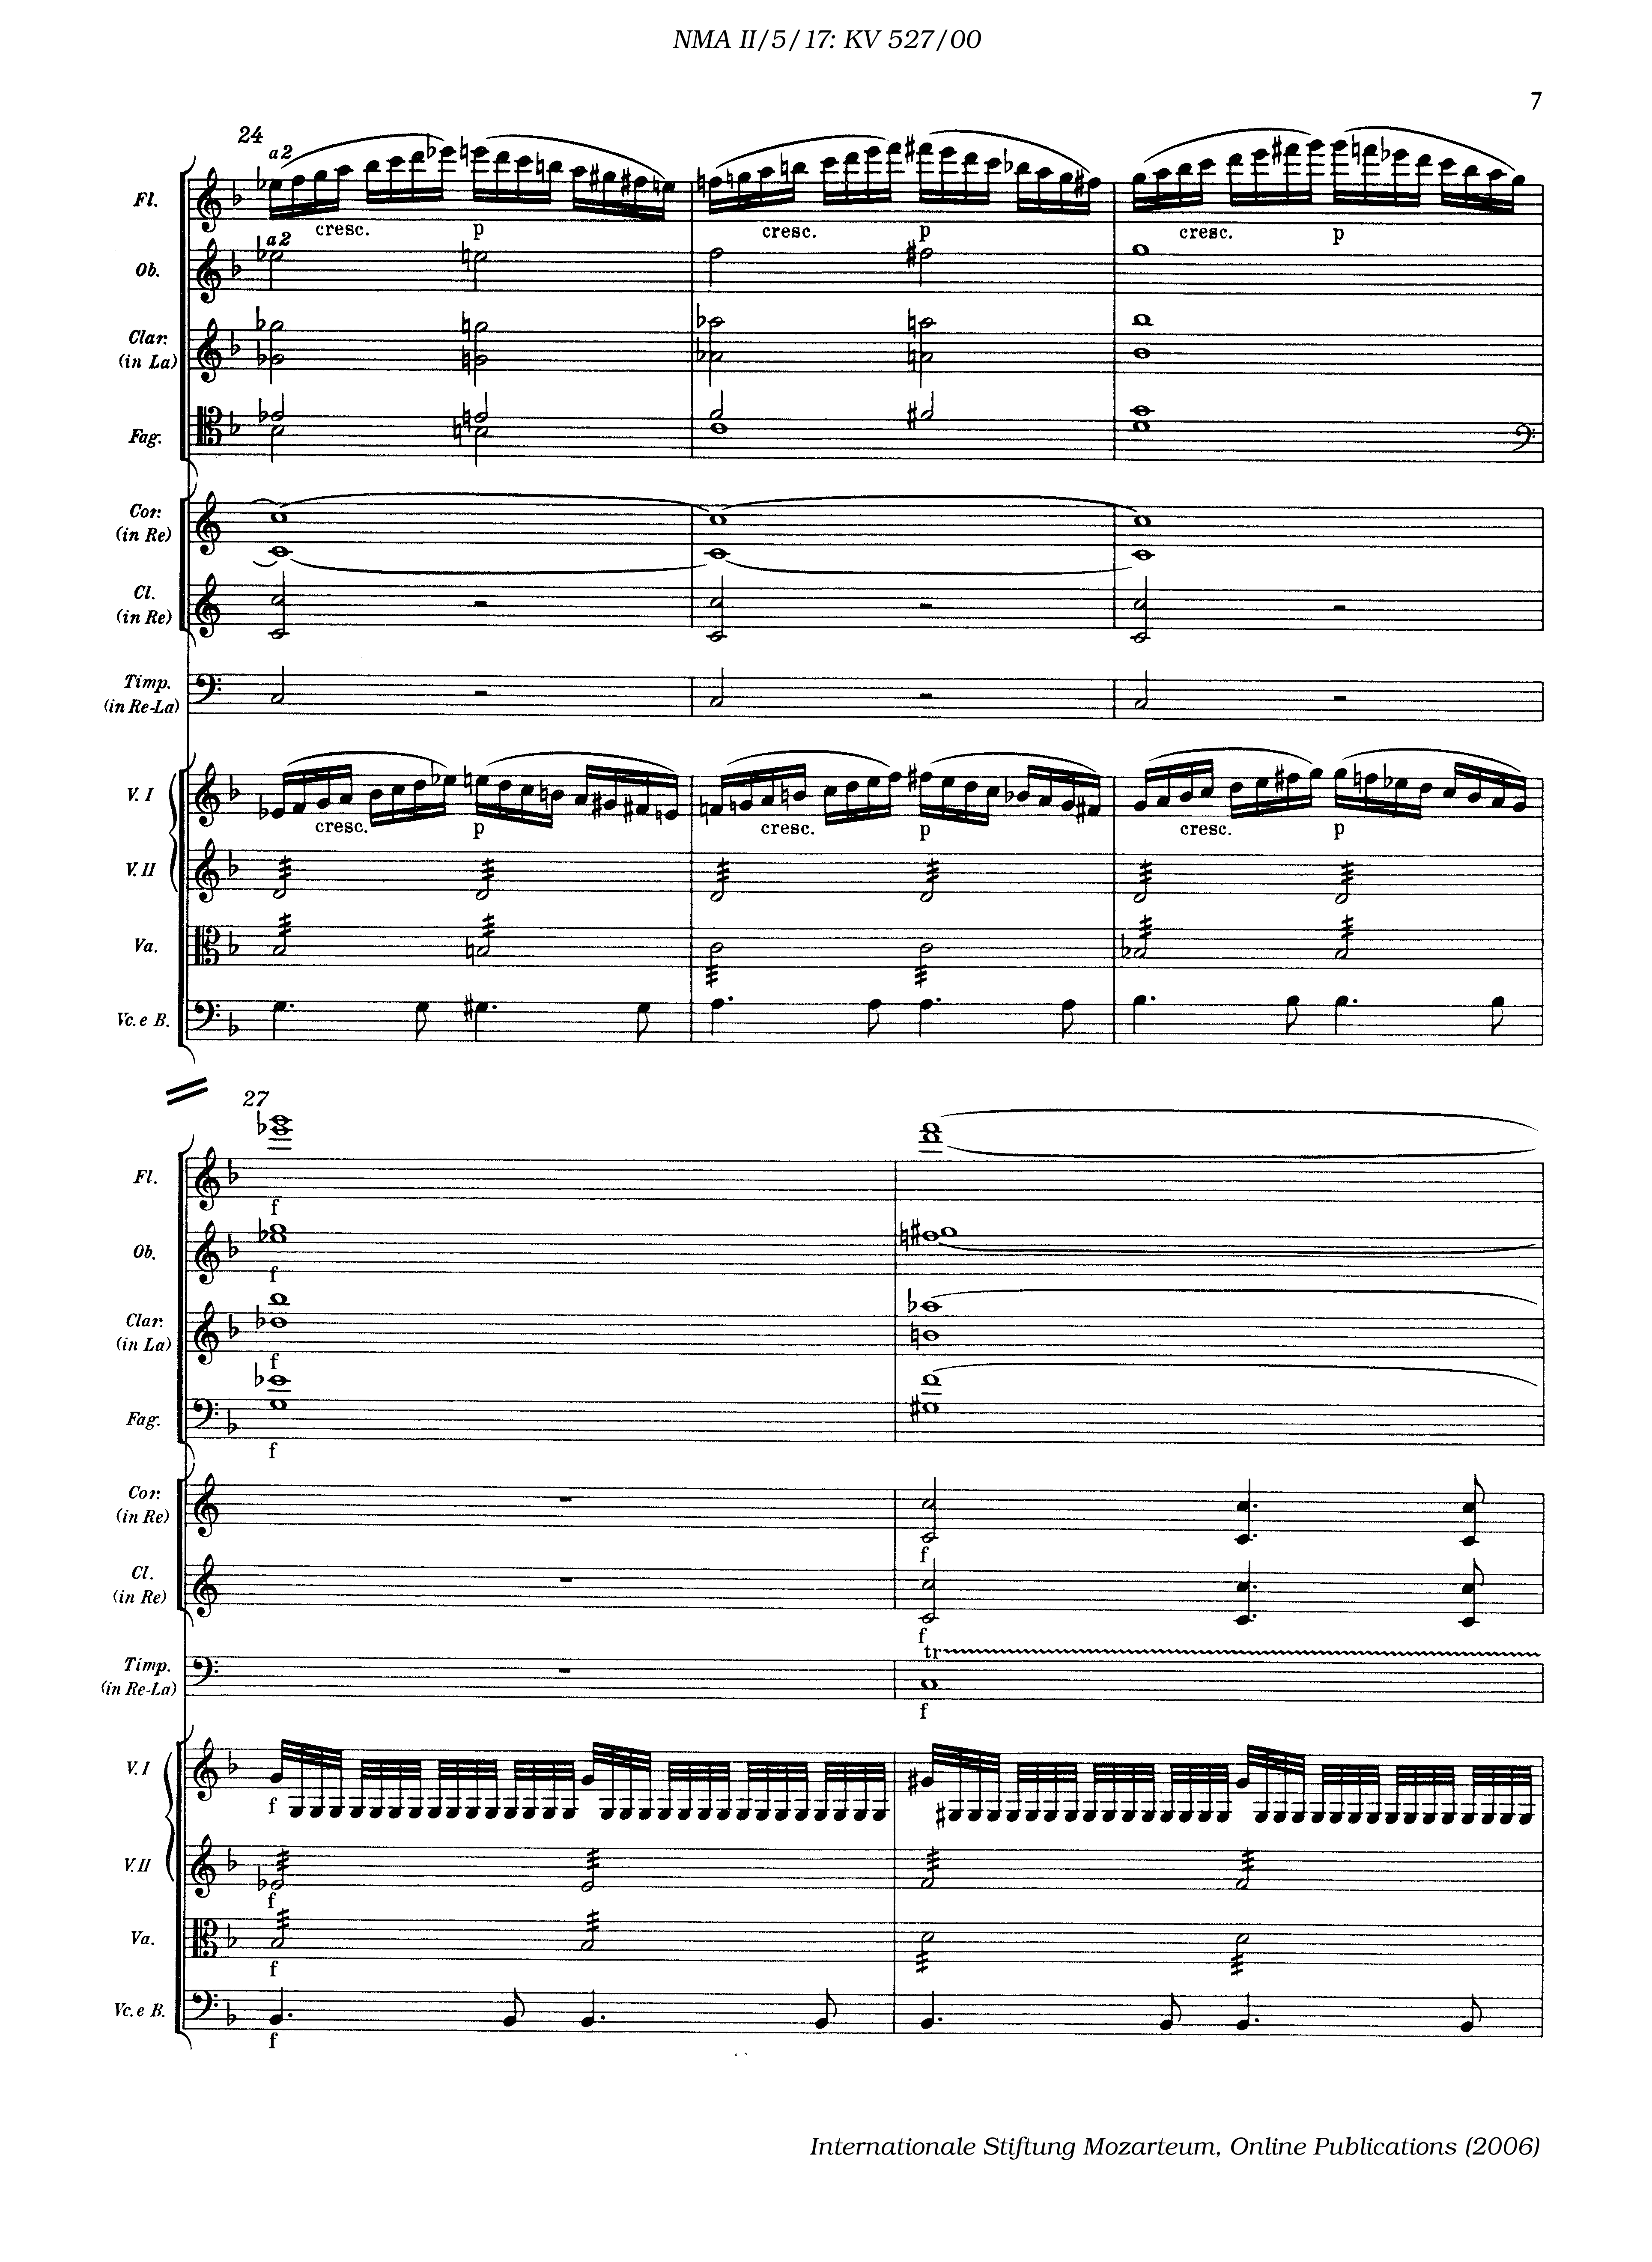 NMA II/5/17: KV 527/00
7
24
a2
Fl.
cresc. p cresc. p cresc. p
a2
Ob.
Clar.
(in La)
Fag.
Cor.
(in Re)
Cl.
(in Re)
Timp.
(in Re-La)
V. I
cresc. p cresc. p cresc. p
V. II
Va.
Vc. e B.
27
Fl.
f
Ob.
f
Clar.
(in La)
f
Fag.
f
Cor.
(in Re)
f
Cl.
(in Re)
f
tr
Timp.
(in Re-La)
f
V. I
f
V. II
f
Va.
f
Vc. e B.
f
Internationale Stiftung Mozarteum, Online Publications (2006)